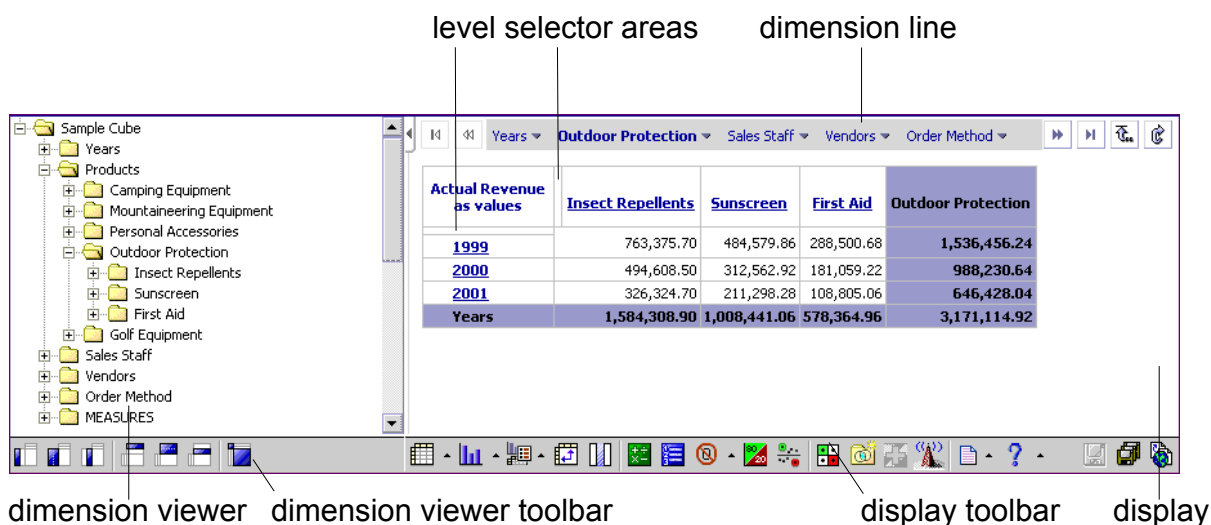 level selector areas dimension line
Sample Cube
Years
Products
Camping Equipment
Mountaineering Equipment
Personal Accessories
Outdoor Protection
Insect Repellents
Sunscreen
First Aid
Golf Equipment
Sales Staff
Vendors
Order Method
MEASURES
Years Outdoor Protection Sales Staff Vendors Order Method
Actual Revenue
as values Insect Repellents Sunscreen First Aid Outdoor Protection
1999 763,375.70 484,579.86 288,500.68 1,536,456.24
2000 494,608.50 312,562.92 181,059.22 988,230.64
2001 326,324.70 211,298.28 108,805.06 646,428.04
Years 1,584,308.90 1,008,441.06 578,364.96 3,171,114.92
80
20
?
dimension viewer dimension viewer toolbar display toolbar display